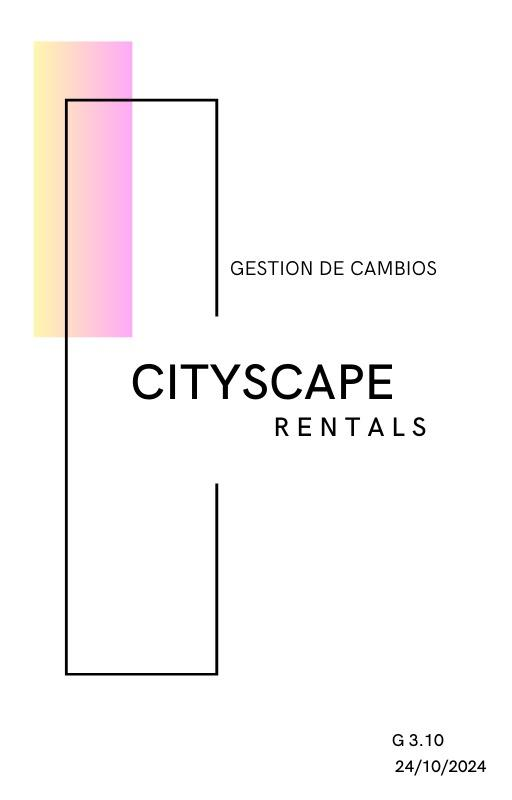 GESTION DE CAMBIOS
CITYSCAPE
RENTALS
G 3.10
24/10/2024